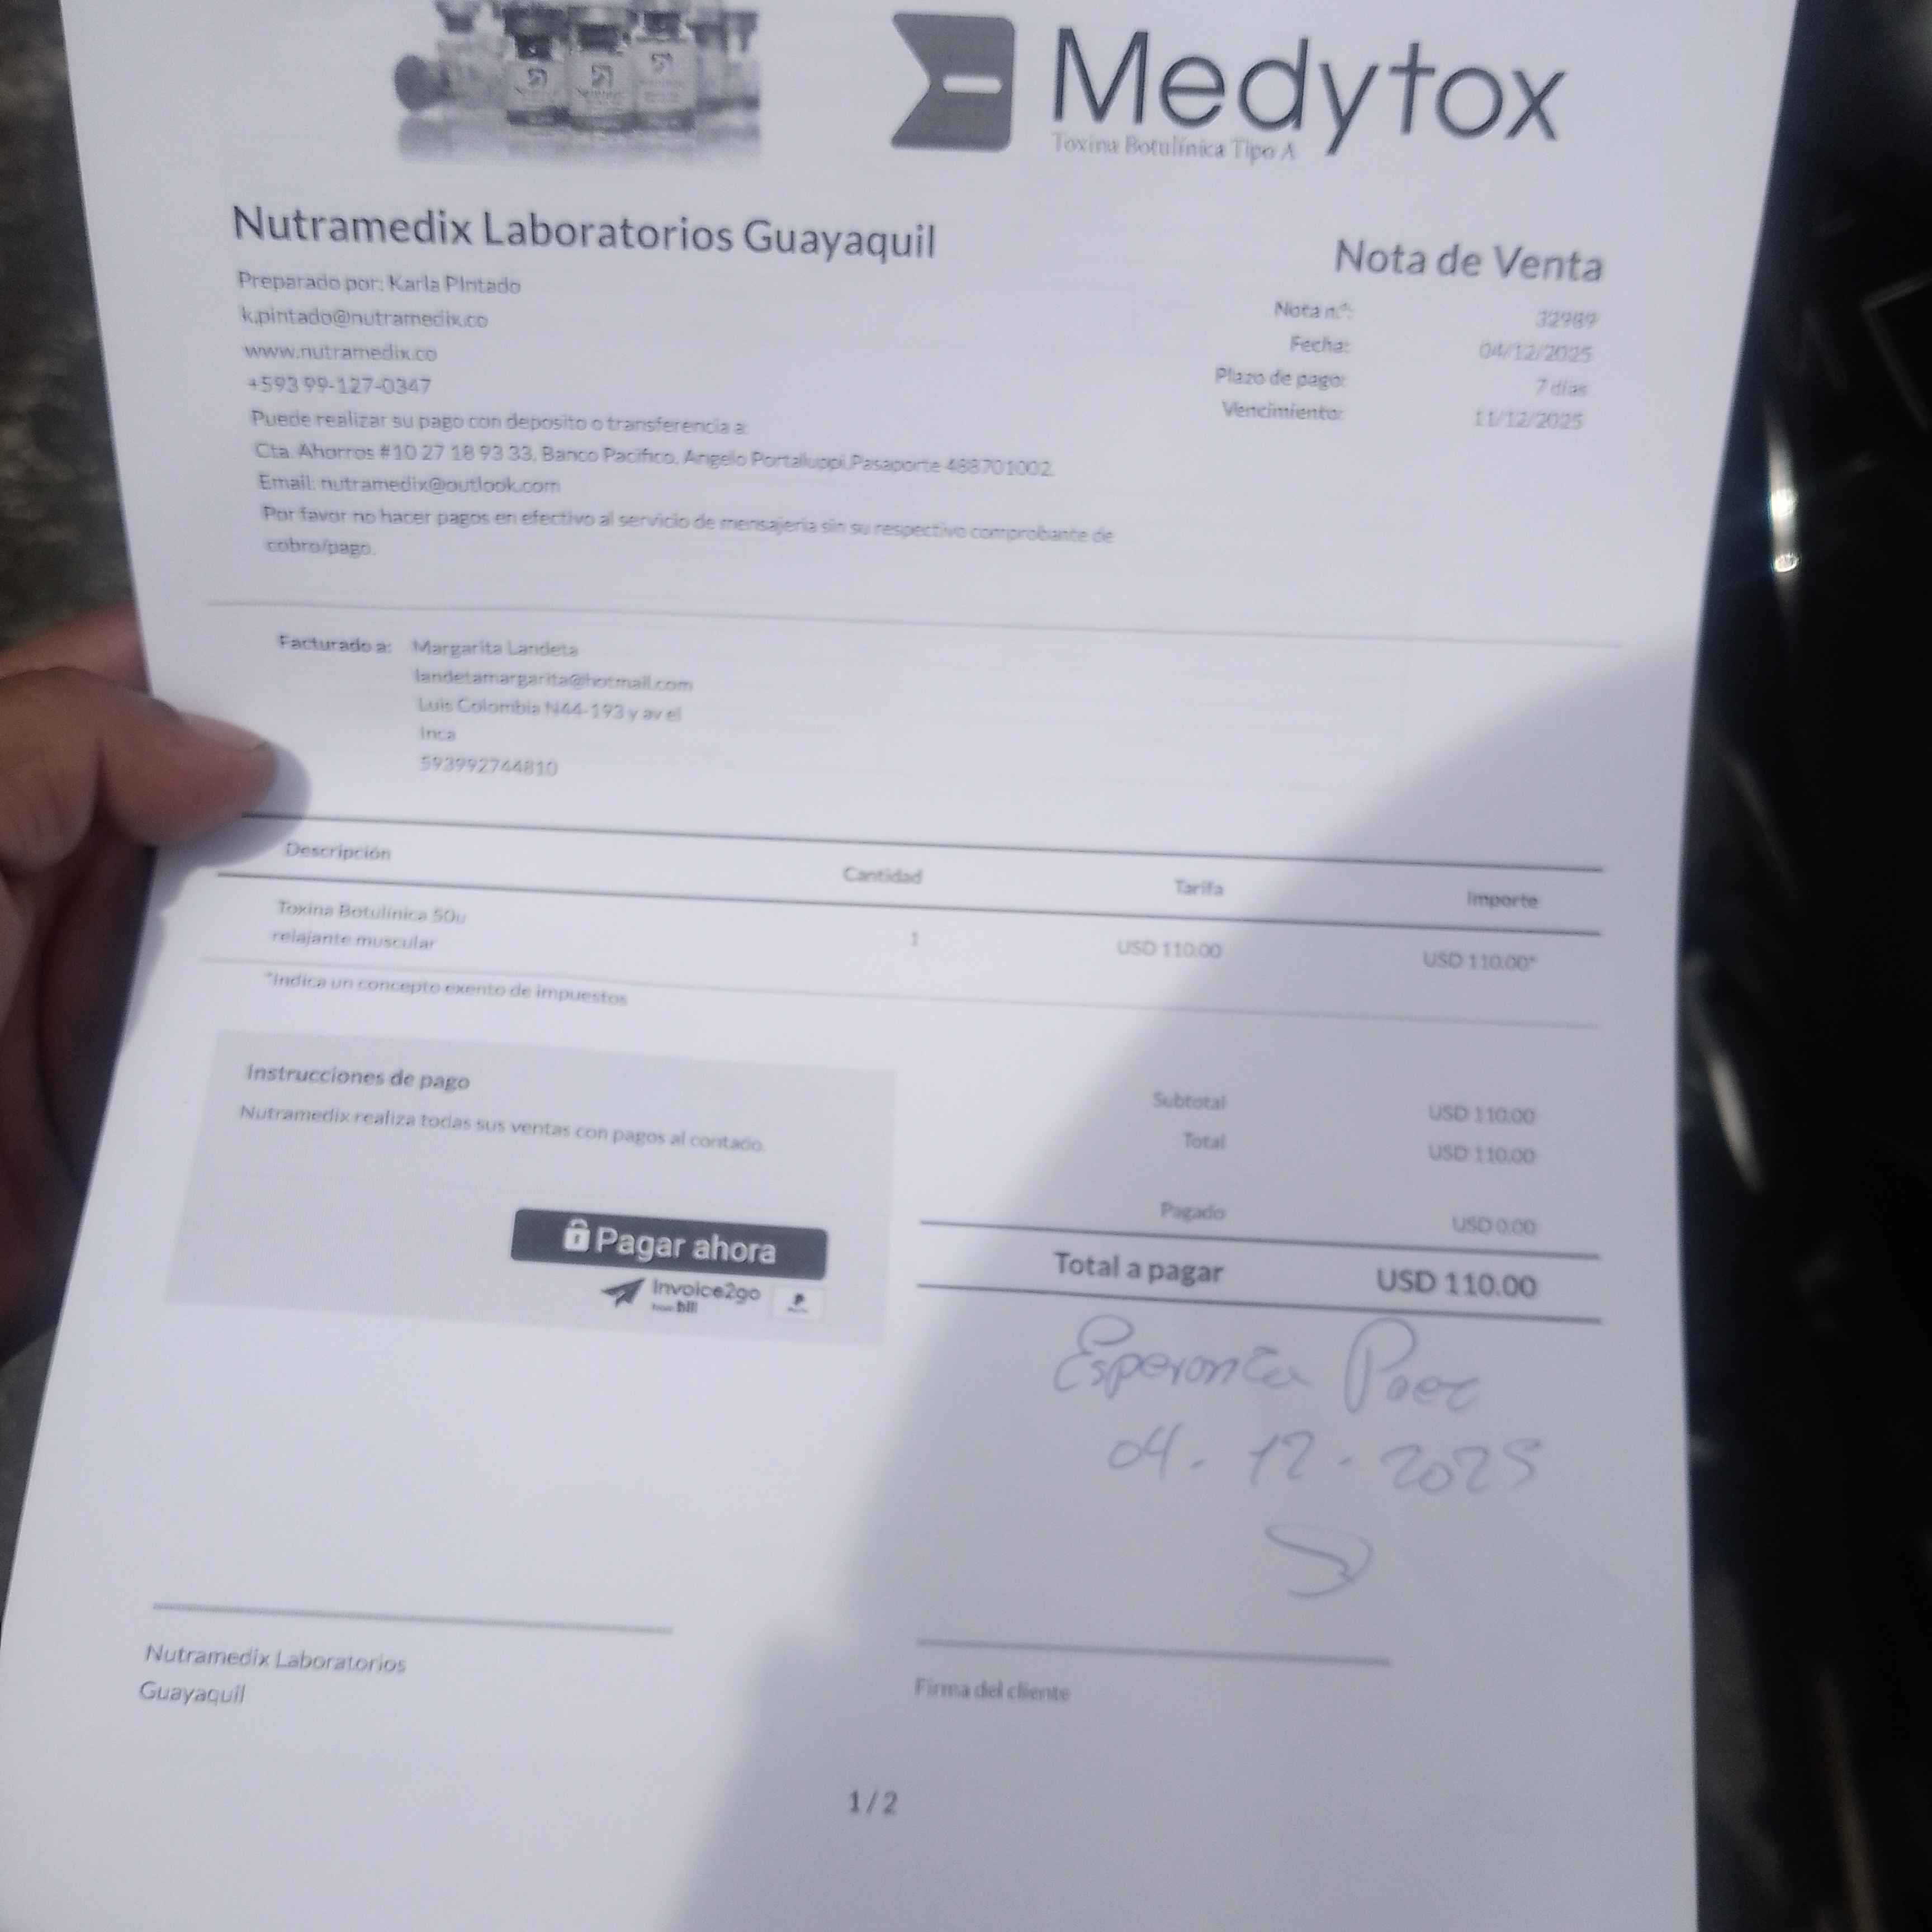 Medytox
Toxina Botulínica Tipo A
Nutramedix Laboratorios Guayaquil
Nota de Venta
Preparado por: Karla PIntado
k.pintado@nutramedix.co
www.nutramedix.co
+593 99-127-0347
Puede realizar su pago con deposito o transferencia a:
Cta. Ahorros #10 27 18 93 33, Banco Pacifico, Angelo Portaluppi,Pasaporte 488701002.
Email: nutramedix@outlook.com
Por favor no hacer pagos en efectivo al servicio de mensajería sin su respectivo comprobante de
cobro/pago.
Nota n.º: 32989
Fecha: 04/12/2025
Plazo de pago: 7 días
Vencimiento: 11/12/2025
Facturado a: Margarita Landeta
landetamargarita@hotmail.com
Luis Colombia N44-193 y av el
Inca
593992744810
Descripción Cantidad Tarifa Importe
Toxina Botulínica 50u
relajante muscular 1 USD 110.00 USD 110.00*
*Indica un concepto exento de impuestos
Instrucciones de pago
Nutramedix realiza todas sus ventas con pagos al contado.
Pagar ahora
Invoice2go
from bill
Subtotal USD 110.00
Total USD 110.00
Pagado USD 0.00
Total a pagar USD 110.00
Esperanza Paez
04-12-2025
Nutramedix Laboratorios
Guayaquil
Firma del cliente
1 / 2